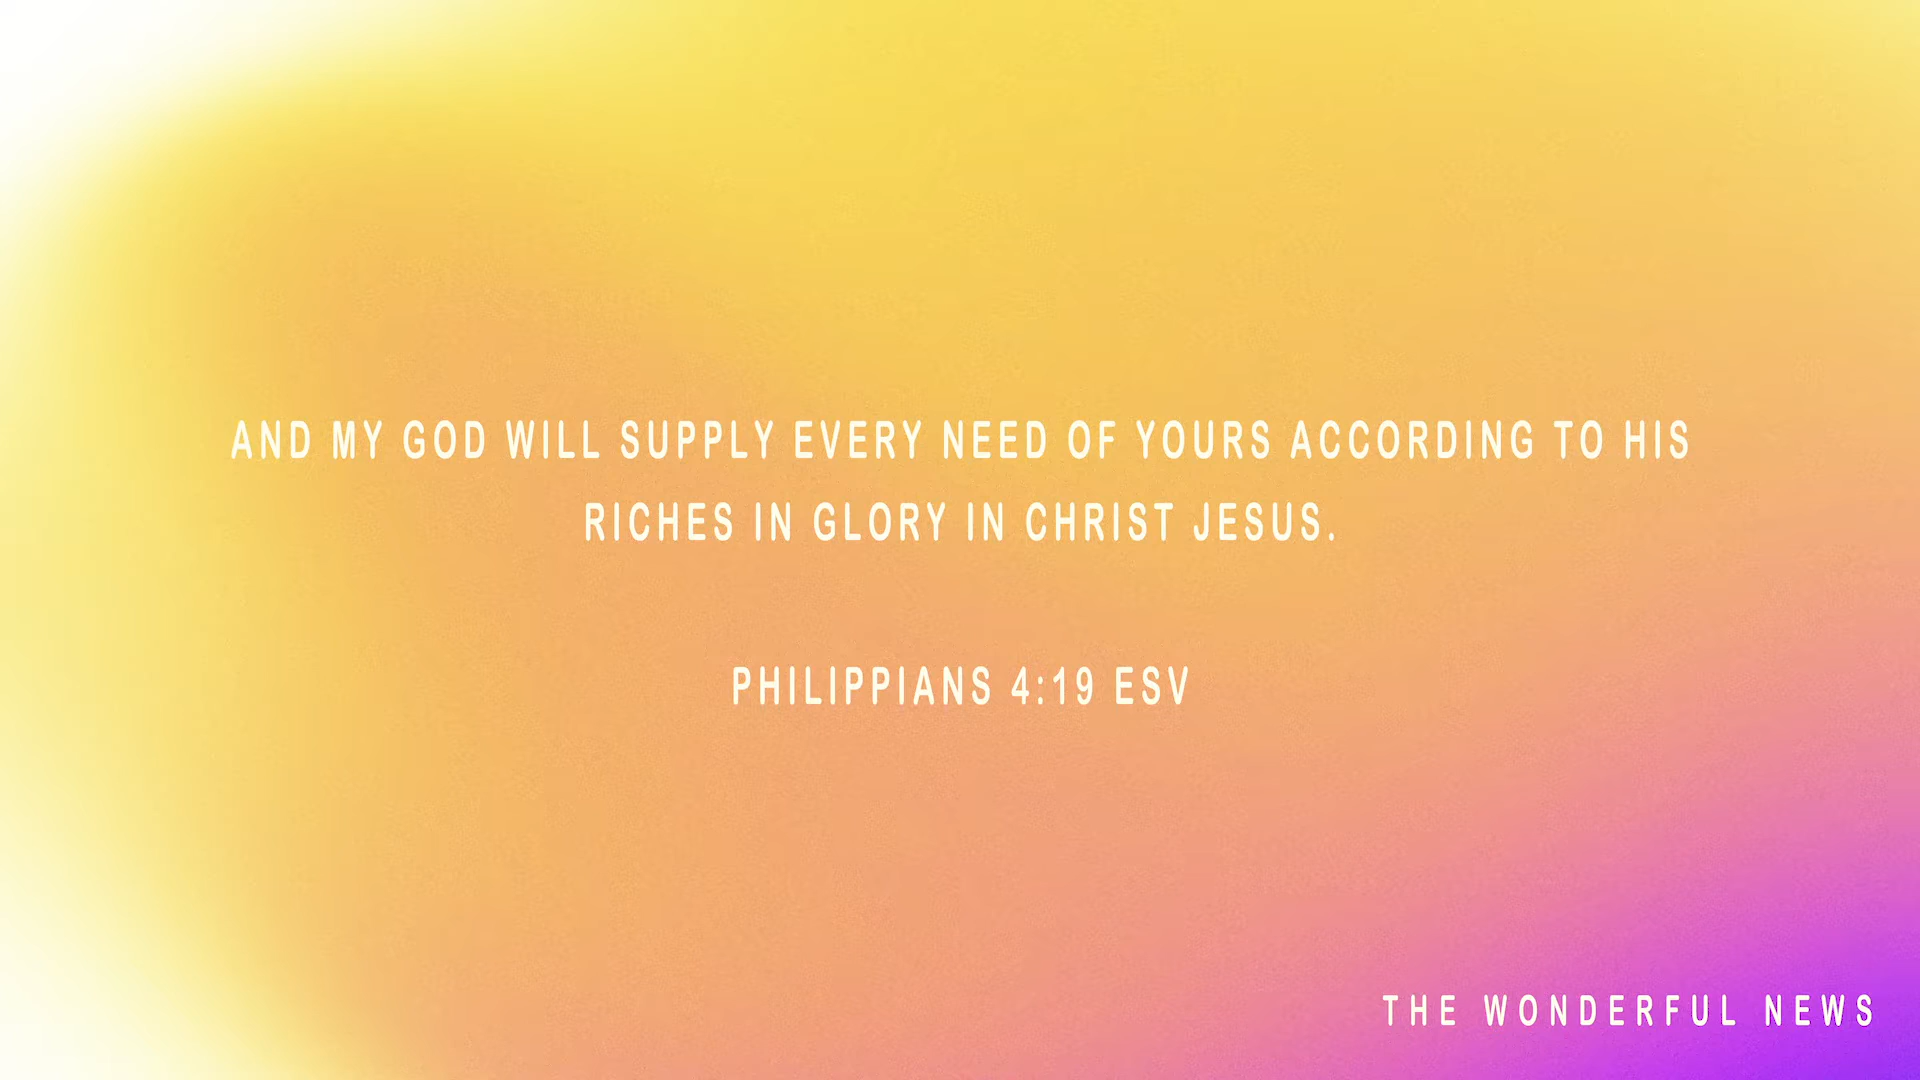 AND MY GOD WILL SUPPLY EVERY NEED OF YOURS ACCORDING TO HIS
RICHES IN GLORY IN CHRIST JESUS.
PHILIPPIANS 4:19 ESV
THE WONDERFUL NEWS